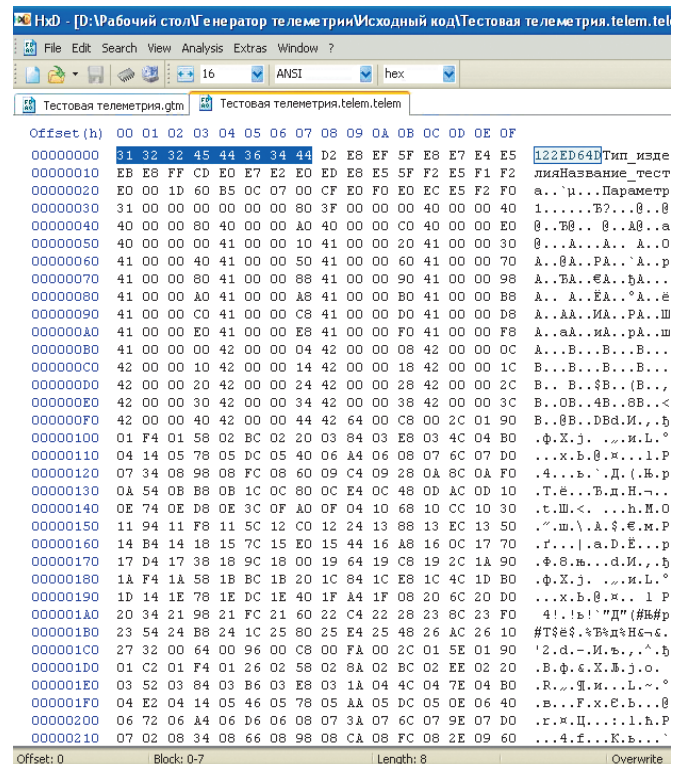 HxD - [D:\Рабочий стол\Генератор телеметрии\Исходный код\Тестовая телеметрия.telem.tel
File Edit Search View Analysis Extras Window ?
16 ANSI hex
Тестовая телеметрия.gtm Тестовая телеметрия.telem.telem
Offset(h) 00 01 02 03 04 05 06 07 08 09 0A 0B 0C 0D 0E 0F
00000000 31 32 32 45 44 36 34 44 D2 E8 EF 5F E8 E7 E4 E5 122ED64DТип_изде
00000010 EB E8 FF CD E0 E7 E2 E0 ED E8 E5 5F F2 E5 F1 F2 лияНазвание_тест
00000020 E0 00 1D 60 B5 0C 07 00 CF E0 F0 E0 EC E5 F2 F0 а..`µ...Параметр
00000030 31 00 00 00 00 00 80 3F 00 00 00 40 00 00 40 1......Ђ?...@..@
00000040 40 00 00 80 40 00 00 A0 40 00 00 C0 40 00 00 E0 @..Ђ@.. @..А@..а
00000050 40 00 00 00 41 00 00 10 41 00 00 20 41 00 00 30 @...A...A.. A..0
00000060 41 00 00 40 41 00 00 50 41 00 00 60 41 00 00 70 A..@A..PA..`A..p
00000070 41 00 00 80 41 00 00 88 41 00 00 90 41 00 00 98 A..ЂA..€A..ђA...
00000080 41 00 00 A0 41 00 00 A8 41 00 00 B0 41 00 00 B8 A.. A..ЁA..°A..ё
00000090 41 00 00 C0 41 00 00 C8 41 00 00 D0 41 00 00 D8 A..АA..ИA..РA..Ш
000000A0 41 00 00 E0 41 00 00 E8 41 00 00 F0 41 00 00 F8 A..аA..иA..рA..ш
000000B0 41 00 00 00 42 00 00 04 42 00 00 08 42 00 00 0C A...B...B...B...
000000C0 42 00 00 10 42 00 00 14 42 00 00 18 42 00 00 1C B...B...B...B...
000000D0 42 00 00 20 42 00 00 24 42 00 00 28 42 00 00 2C B.. B..$B..(B..,
000000E0 42 00 00 30 42 00 00 34 42 00 00 38 42 00 00 3C B..0B..4B..8B..<
000000F0 42 00 00 40 42 00 00 44 42 64 00 C8 00 2C 01 90 B..@B..DBd.И.,.ђ
00000100 01 F4 01 58 02 BC 02 20 03 84 03 E8 03 4C 04 B0 .ф.X.ј. .„.и.L.°
00000110 04 14 05 78 05 DC 05 40 06 A4 06 08 07 6C 07 D0 ...x.Ь.@.¤...l.Р
00000120 07 34 08 98 08 FC 08 60 09 C4 09 28 0A 8C 0A F0 .4...ь.`.Д.(.Њ.р
00000130 0A 54 0B B8 0B 1C 0C 80 0C E4 0C 48 0D AC 0D 10 .T.ё...Ђ.д.H.¬..
00000140 0E 74 0E D8 0E 3C 0F A0 0F 04 10 68 10 CC 10 30 .t.Ш.<. ...h.М.0
00000150 11 94 11 F8 11 5C 12 C0 12 24 13 88 13 EC 13 50 .”.ш.\.А.$.€.м.P
00000160 14 B4 14 18 15 7C 15 E0 15 44 16 A8 16 0C 17 70 .ґ...|.а.D.Ё...p
00000170 17 D4 17 38 18 9C 18 00 19 64 19 C8 19 2C 1A 90 .Ф.8.њ...d.И.,.ђ
00000180 1A F4 1A 58 1B BC 1B 20 1C 84 1C E8 1C 4C 1D B0 .ф.X.ј. .„.и.L.°
00000190 1D 14 1E 78 1E DC 1E 40 1F A4 1F 08 20 6C 20 D0 ...x.Ь.@.¤.. l Р
000001A0 20 34 21 98 21 FC 21 60 22 C4 22 28 23 8C 23 F0 4!.!ь!`"Д"(#Њ#р
000001B0 23 54 24 B8 24 1C 25 80 25 E4 25 48 26 AC 26 10 #T$ё$.%Ђ%д%H&¬&.
000001C0 27 32 00 64 00 96 00 C8 00 FA 00 2C 01 5E 01 90 '2.d.–.И.ъ.,.^.ђ
000001D0 01 C2 01 F4 01 26 02 58 02 8A 02 BC 02 EE 02 20 .В.ф.&.X.Љ.ј.о.
000001E0 03 52 03 84 03 B6 03 E8 03 1A 04 4C 04 7E 04 B0 .R.„.¶.и...L.~.°
000001F0 04 E2 04 14 05 46 05 78 05 AA 05 DC 05 0E 06 40 .в...F.x.Є.Ь...@
00000200 06 72 06 A4 06 D6 06 08 07 3A 07 6C 07 9E 07 D0 .r.¤.Ц...:.l.ћ.Р
00000210 07 02 08 34 08 66 08 98 08 CA 08 FC 08 2E 09 60 ...4.f...К.ь...`
Offset: 0 Block: 0-7 Length: 8 Overwrite